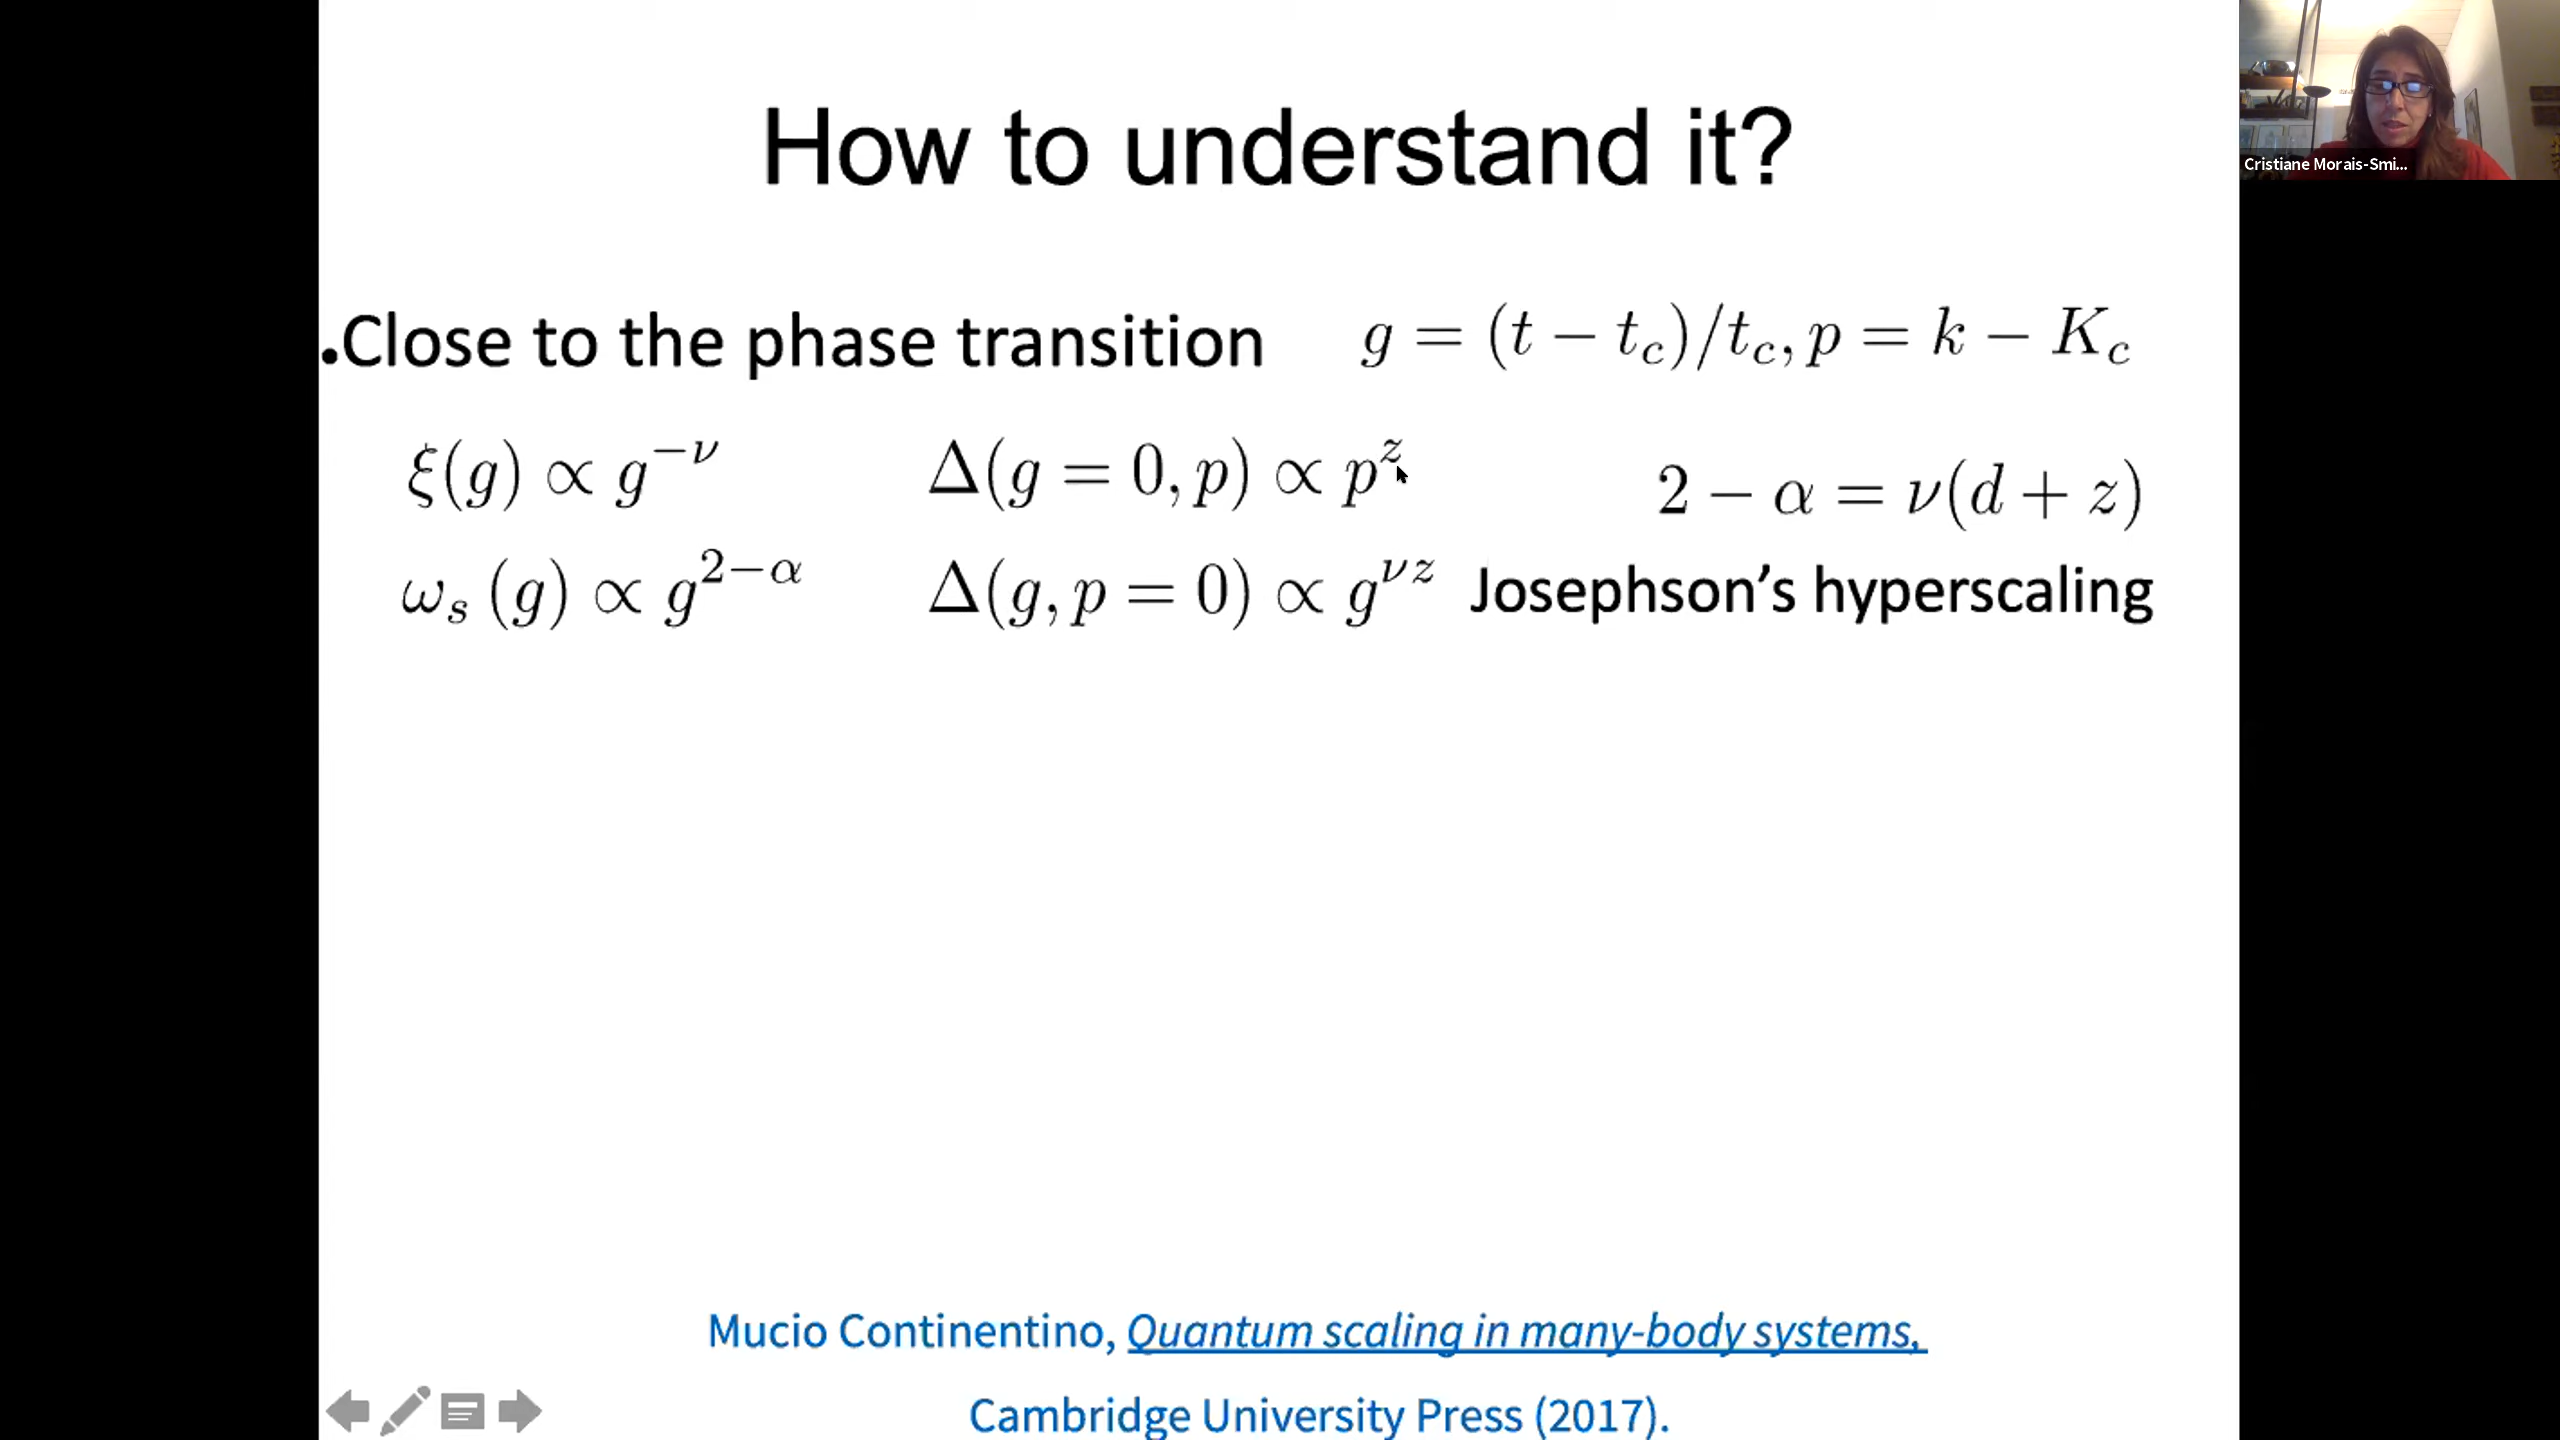 How to understand it?
•Close to the phase transition g = (t − t_c)/t_c, p = k − K_c
ξ(g) ∝ g^{−ν} Δ(g = 0, p) ∝ p^z 2 − α = ν(d + z)
ω_s (g) ∝ g^{2−α} Δ(g, p = 0) ∝ g^{νz} Josephson’s hyperscaling
Mucio Continentino, Quantum scaling in many-body systems,
Cambridge University Press (2017).
Cristiane Morais-Smi...